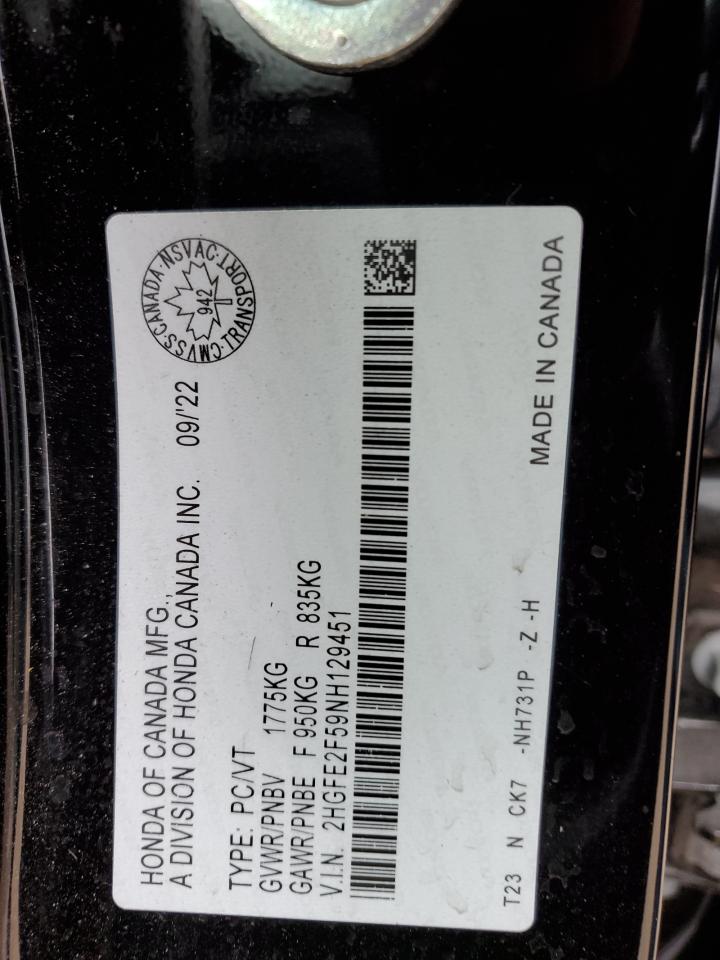 HONDA OF CANADA MFG.,
A DIVISION OF HONDA CANADA INC. 09/'22
CMVSS·CANADA·NSVAC·TRANSPORT·
942
TYPE: PC/VT
GVWR/PNBV 1775KG
GAWR/PNBE F 950KG R 835KG
V.I.N. 2HGFE2F59NH129451
T23 N CK7 -NH731P -Z -H
MADE IN CANADA